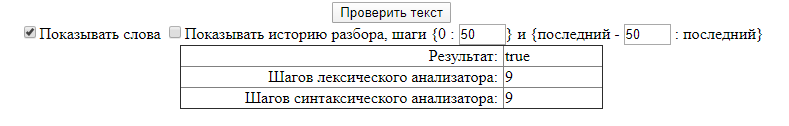 Проверить текст
Показывать слова Показывать историю разбора, шаги {0 : 50 } и {последний - 50 : последний}
Результат: true
Шагов лексического анализатора: 9
Шагов синтаксического анализатора: 9